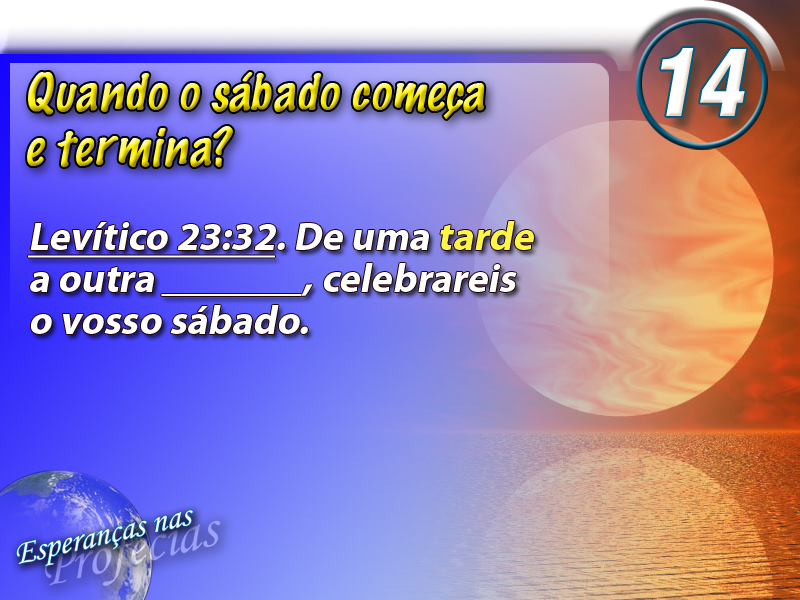 14
Quando o sábado começa
e termina?
Levítico 23:32. De uma tarde
a outra _______, celebrareis
o vosso sábado.
Esperanças nas
Profecias